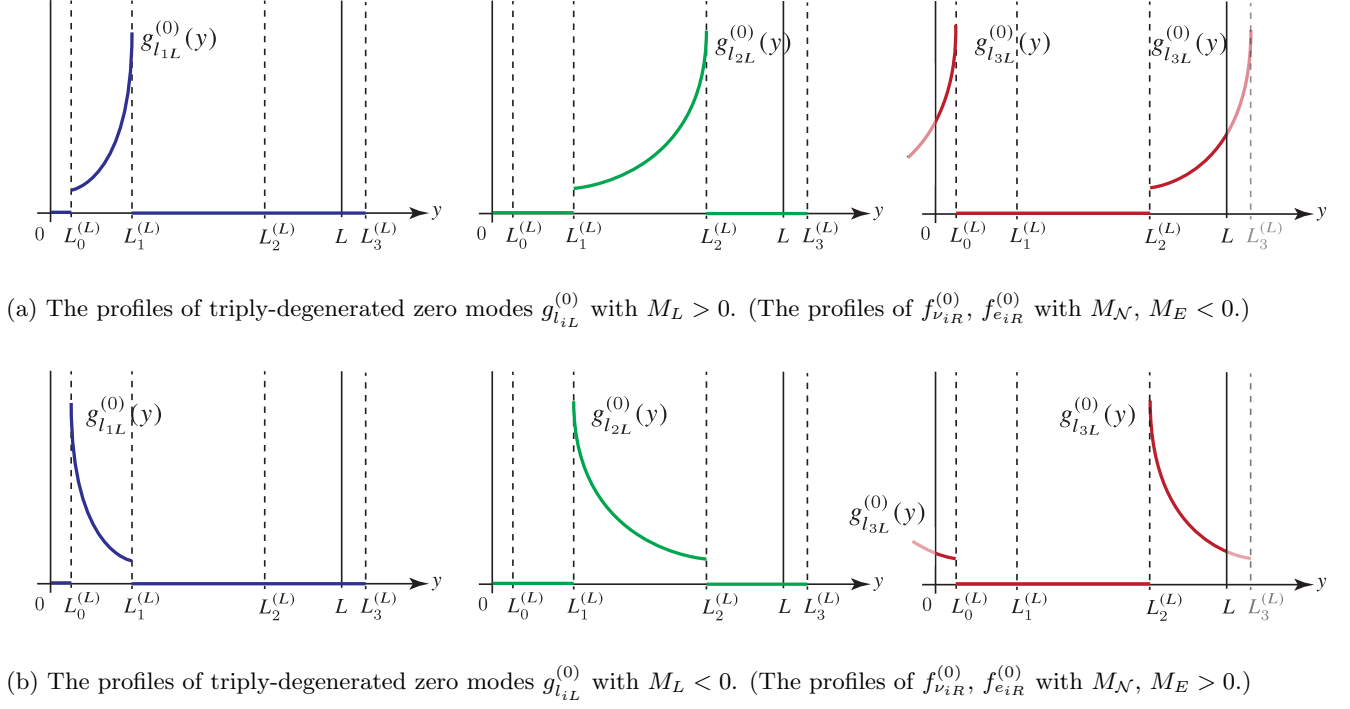 $g_{l_{1L}}^{(0)}(y)$ $g_{l_{2L}}^{(0)}(y)$ $g_{l_{3L}}^{(0)}(y)$ $g_{l_{3L}}^{(0)}(y)$
y y y
0 $L_0^{(L)}$ $L_1^{(L)}$ $L_2^{(L)}$ L $L_3^{(L)}$ 0 $L_0^{(L)}$ $L_1^{(L)}$ $L_2^{(L)}$ L $L_3^{(L)}$ 0 $L_0^{(L)}$ $L_1^{(L)}$ $L_2^{(L)}$ L $L_3^{(L)}$
(a) The profiles of triply-degenerated zero modes $g_{l_{iL}}^{(0)}$ with $M_L > 0$. (The profiles of $f_{\nu_{iR}}^{(0)}$, $f_{e_{iR}}^{(0)}$ with $M_{\mathcal{N}}$, $M_E < 0$.)
$g_{l_{1L}}^{(0)}(y)$ $g_{l_{2L}}^{(0)}(y)$ $g_{l_{3L}}^{(0)}(y)$
$g_{l_{3L}}^{(0)}(y)$
y y y
0 $L_0^{(L)}$ $L_1^{(L)}$ $L_2^{(L)}$ L $L_3^{(L)}$ 0 $L_0^{(L)}$ $L_1^{(L)}$ $L_2^{(L)}$ L $L_3^{(L)}$ 0 $L_0^{(L)}$ $L_1^{(L)}$ $L_2^{(L)}$ L $L_3^{(L)}$
(b) The profiles of triply-degenerated zero modes $g_{l_{iL}}^{(0)}$ with $M_L < 0$. (The profiles of $f_{\nu_{iR}}^{(0)}$, $f_{e_{iR}}^{(0)}$ with $M_{\mathcal{N}}$, $M_E > 0$.)